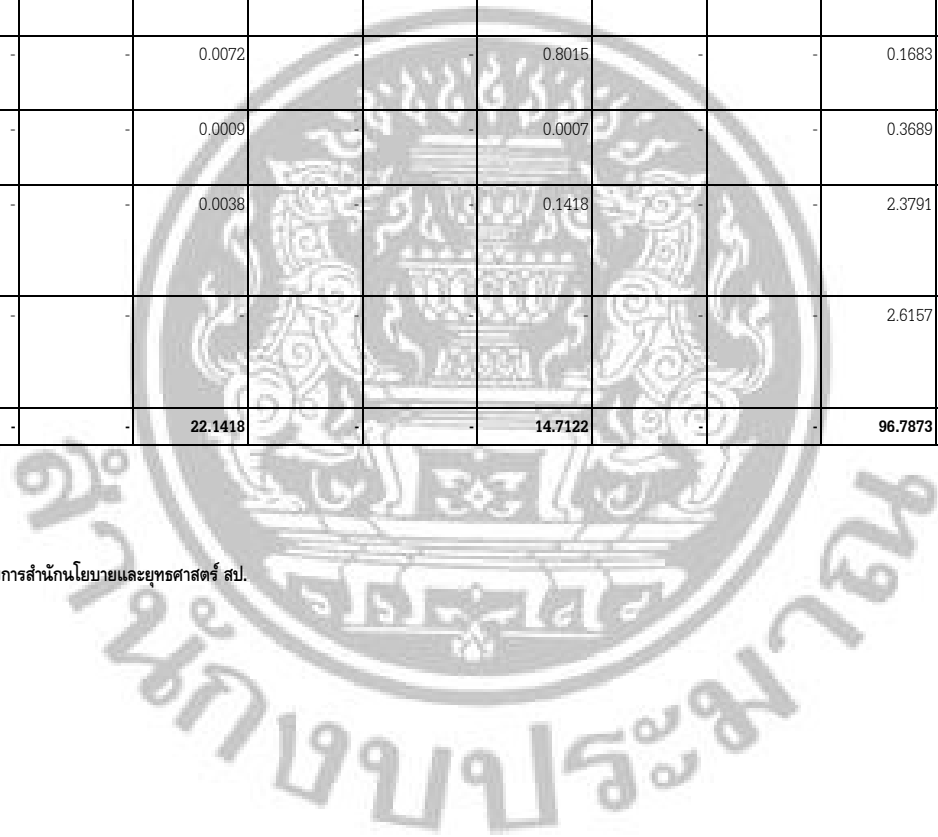 - - 0.0072 - - 0.8015 - - 0.1683
- - 0.0009 - - 0.0007 - - 0.3689
- - 0.0038 - - 0.1418 - - 2.3791
- - - - - - - - 2.6157
- - 22.1418 - - 14.7122 - - 96.7873
การสำนักนโยบายและยุทธศาสตร์ สป.
สำนักงบประมาณ